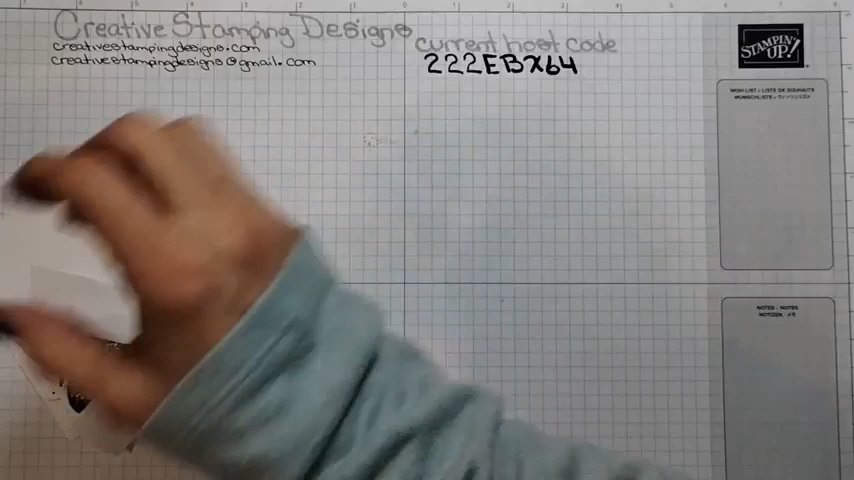 Creative Stamping Designs
creativestampingdesigns.com
creativestampingdesigns@gmail.com
current host code
222EBX64
STAMPIN' UP!
WISH LIST • LISTE DE SOUHAITS
WUNSCHLISTE • ウィッシュリスト
NOTES • NOTES
NOTIZEN • メモ